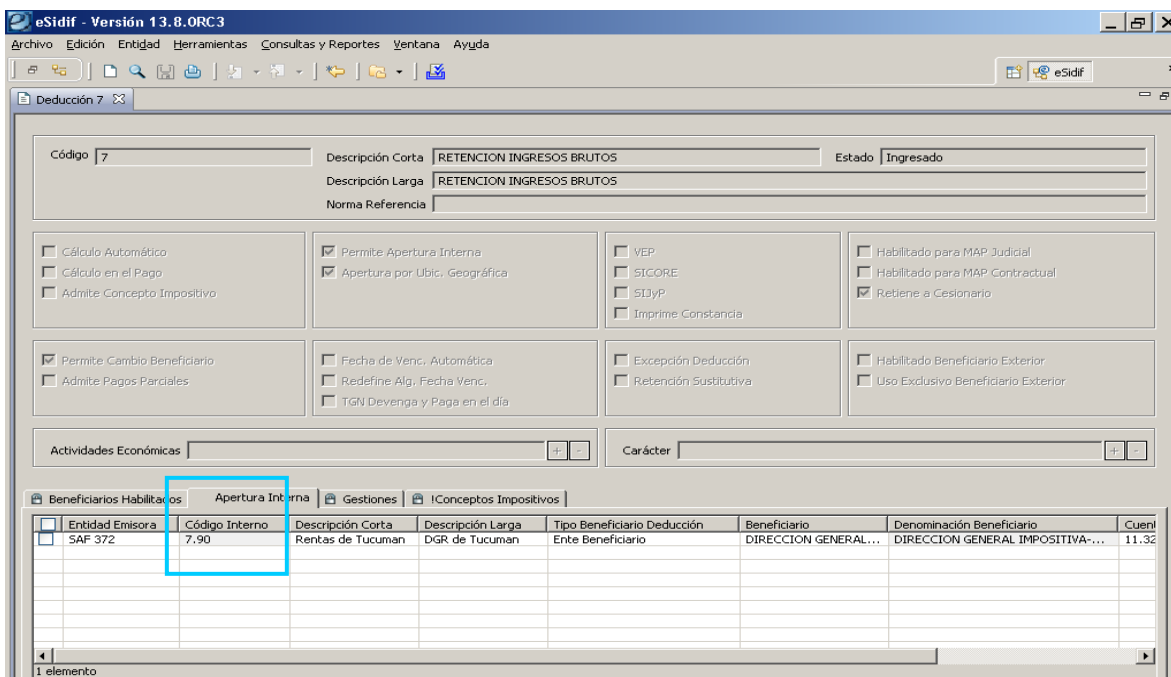 eSidif - Versión 13.8.0RC3
Archivo Edición Entidad Herramientas Consultas y Reportes Ventana Ayuda
eSidif
Deducción 7
Código 7 Descripción Corta RETENCION INGRESOS BRUTOS Estado Ingresado
Descripción Larga RETENCION INGRESOS BRUTOS
Norma Referencia
Cálculo Automático Permite Apertura Interna VEP Habilitado para MAP Judicial
Cálculo en el Pago Apertura por Ubic. Geográfica SICORE Habilitado para MAP Contractual
Admite Concepto Impositivo SIJyP Retiene a Cesionario
Imprime Constancia
Permite Cambio Beneficiario Fecha de Venc. Automática Excepción Deducción Habilitado Beneficiario Exterior
Admite Pagos Parciales Redefine Alg. Fecha Venc. Retención Sustitutiva Uso Exclusivo Beneficiario Exterior
TGN Devenga y Paga en el día
Actividades Económicas + - Carácter + -
Beneficiarios Habilitados Apertura Interna Gestiones !Conceptos Impositivos
Entidad Emisora Código Interno Descripción Corta Descripción Larga Tipo Beneficiario Deducción Beneficiario Denominación Beneficiario Cuen
SAF 372 7.90 Rentas de Tucuman DGR de Tucuman Ente Beneficiario DIRECCION GENERAL... DIRECCION GENERAL IMPOSITIVA-... 11.32
1 elemento